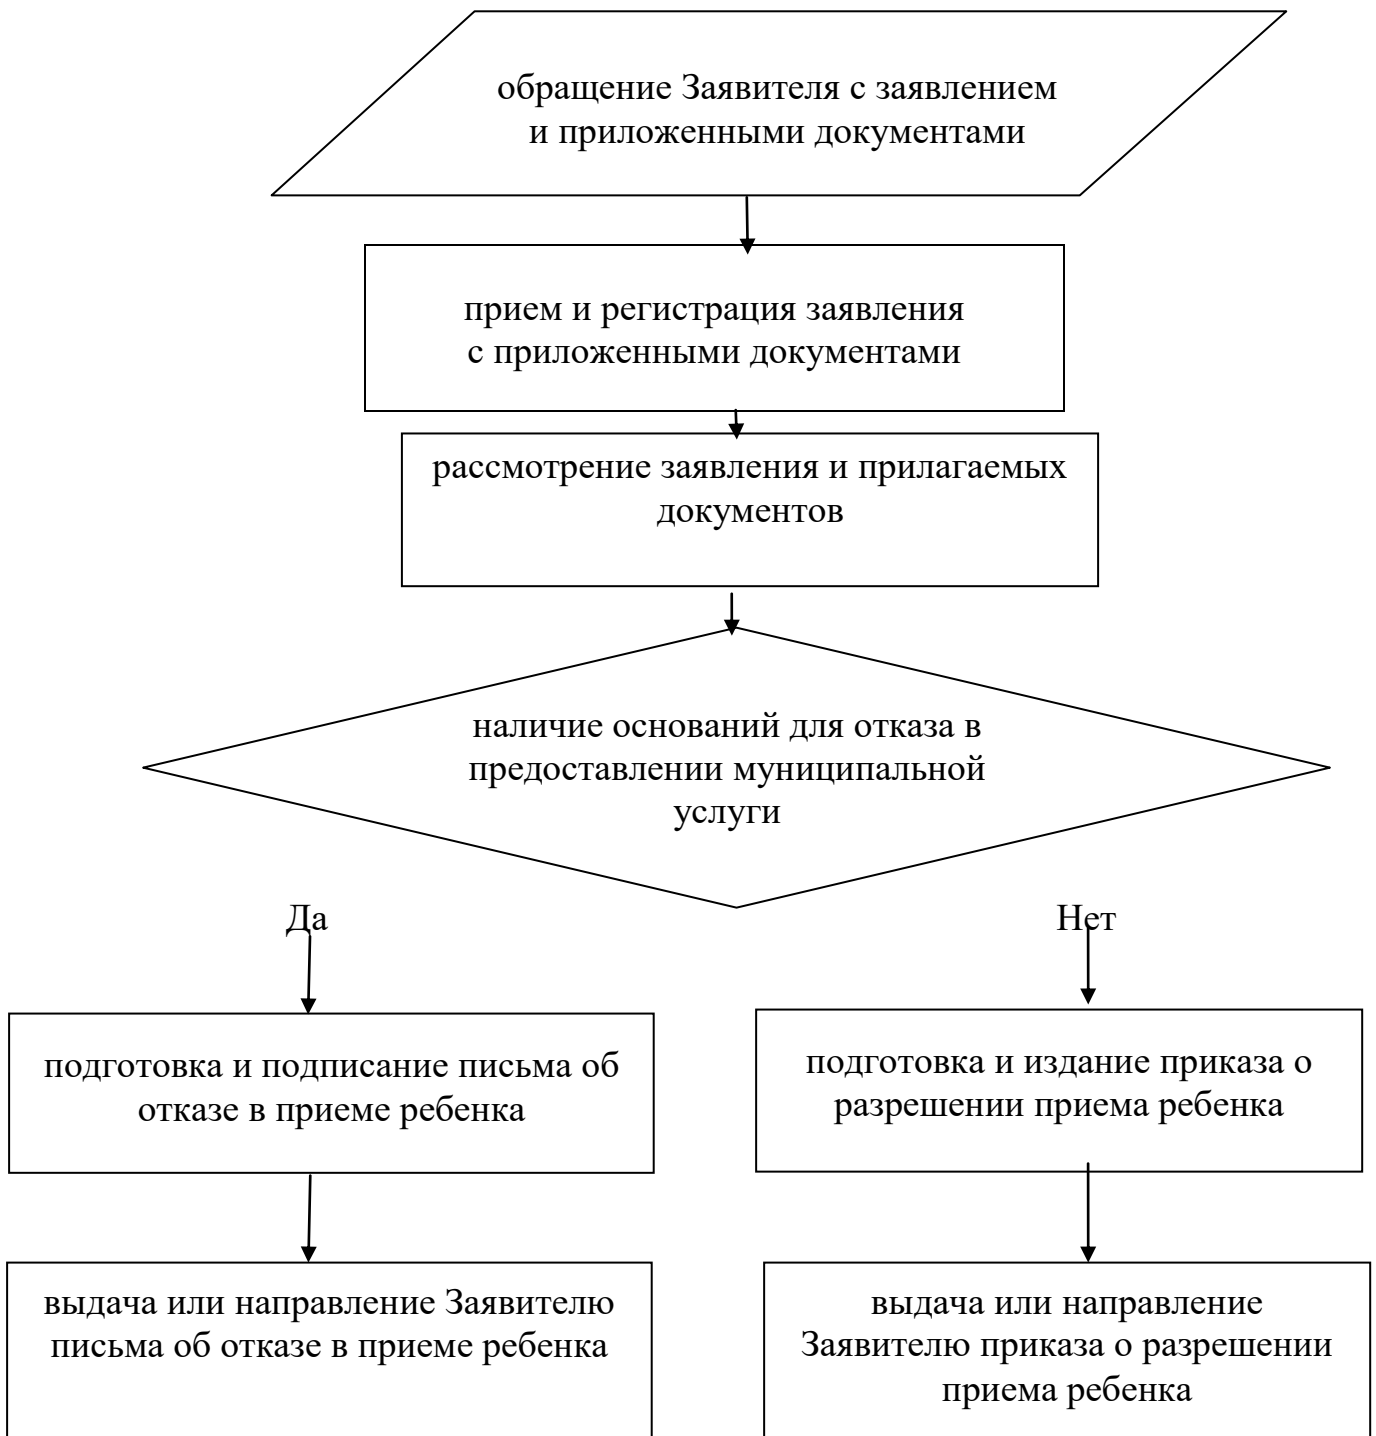 обращение Заявителя с заявлением
и приложенными документами
прием и регистрация заявления
с приложенными документами
рассмотрение заявления и прилагаемых
документов
наличие оснований для отказа в
предоставлении муниципальной
услуги
Да
Нет
подготовка и подписание письма об
отказе в приеме ребенка
подготовка и издание приказа о
разрешении приема ребенка
выдача или направление Заявителю
письма об отказе в приеме ребенка
выдача или направление
Заявителю приказа о разрешении
приема ребенка